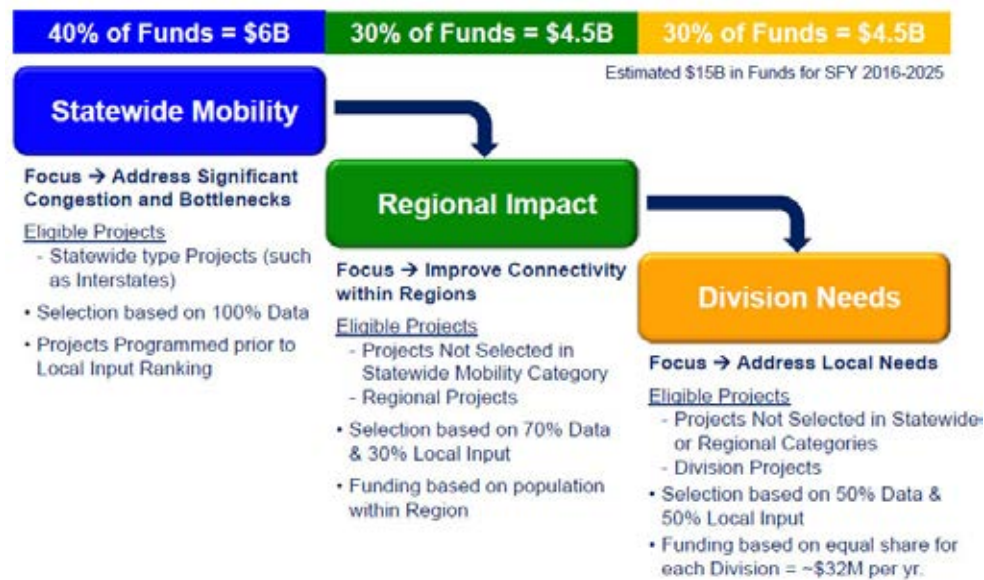 40% of Funds = $6B
30% of Funds = $4.5B
30% of Funds = $4.5B
Estimated $15B in Funds for SFY 2016-2025
Statewide Mobility
Focus → Address Significant
Congestion and Bottlenecks
Eligible Projects
- Statewide type Projects (such
as Interstates)
• Selection based on 100% Data
• Projects Programmed prior to
Local Input Ranking
Regional Impact
Focus → Improve Connectivity
within Regions
Eligible Projects
- Projects Not Selected in
Statewide Mobility Category
- Regional Projects
• Selection based on 70% Data
& 30% Local Input
• Funding based on population
within Region
Division Needs
Focus → Address Local Needs
Eligible Projects
- Projects Not Selected in Statewide
or Regional Categories
- Division Projects
• Selection based on 50% Data &
50% Local Input
• Funding based on equal share for
each Division = ~$32M per yr.